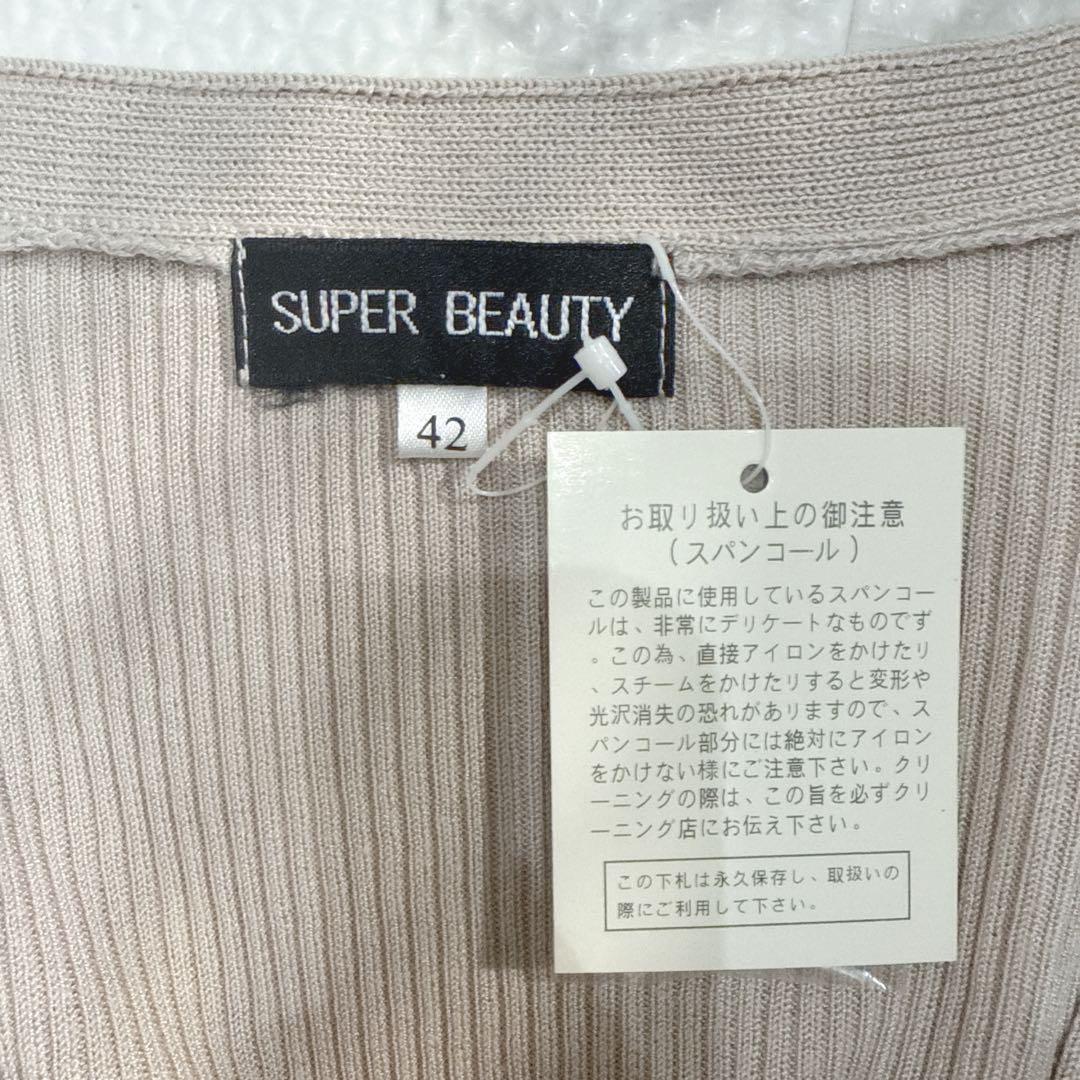 SUPER BEAUTY
42
お取り扱い上の御注意
（スパンコール）
この製品に使用しているスパンコー
ルは、非常にデリケートなものでず
。この為、直接アイロンをかけたり
、スチームをかけたりすると変形や
光沢消失の恐れがありますので、ス
パンコール部分には絶対にアイロン
をかけない様にご注意下さい。クリ
ーニングの際は、この旨を必ずクリ
ーニング店にお伝え下さい。
この下札は永久保存し、取扱いの
際にご利用して下さい。